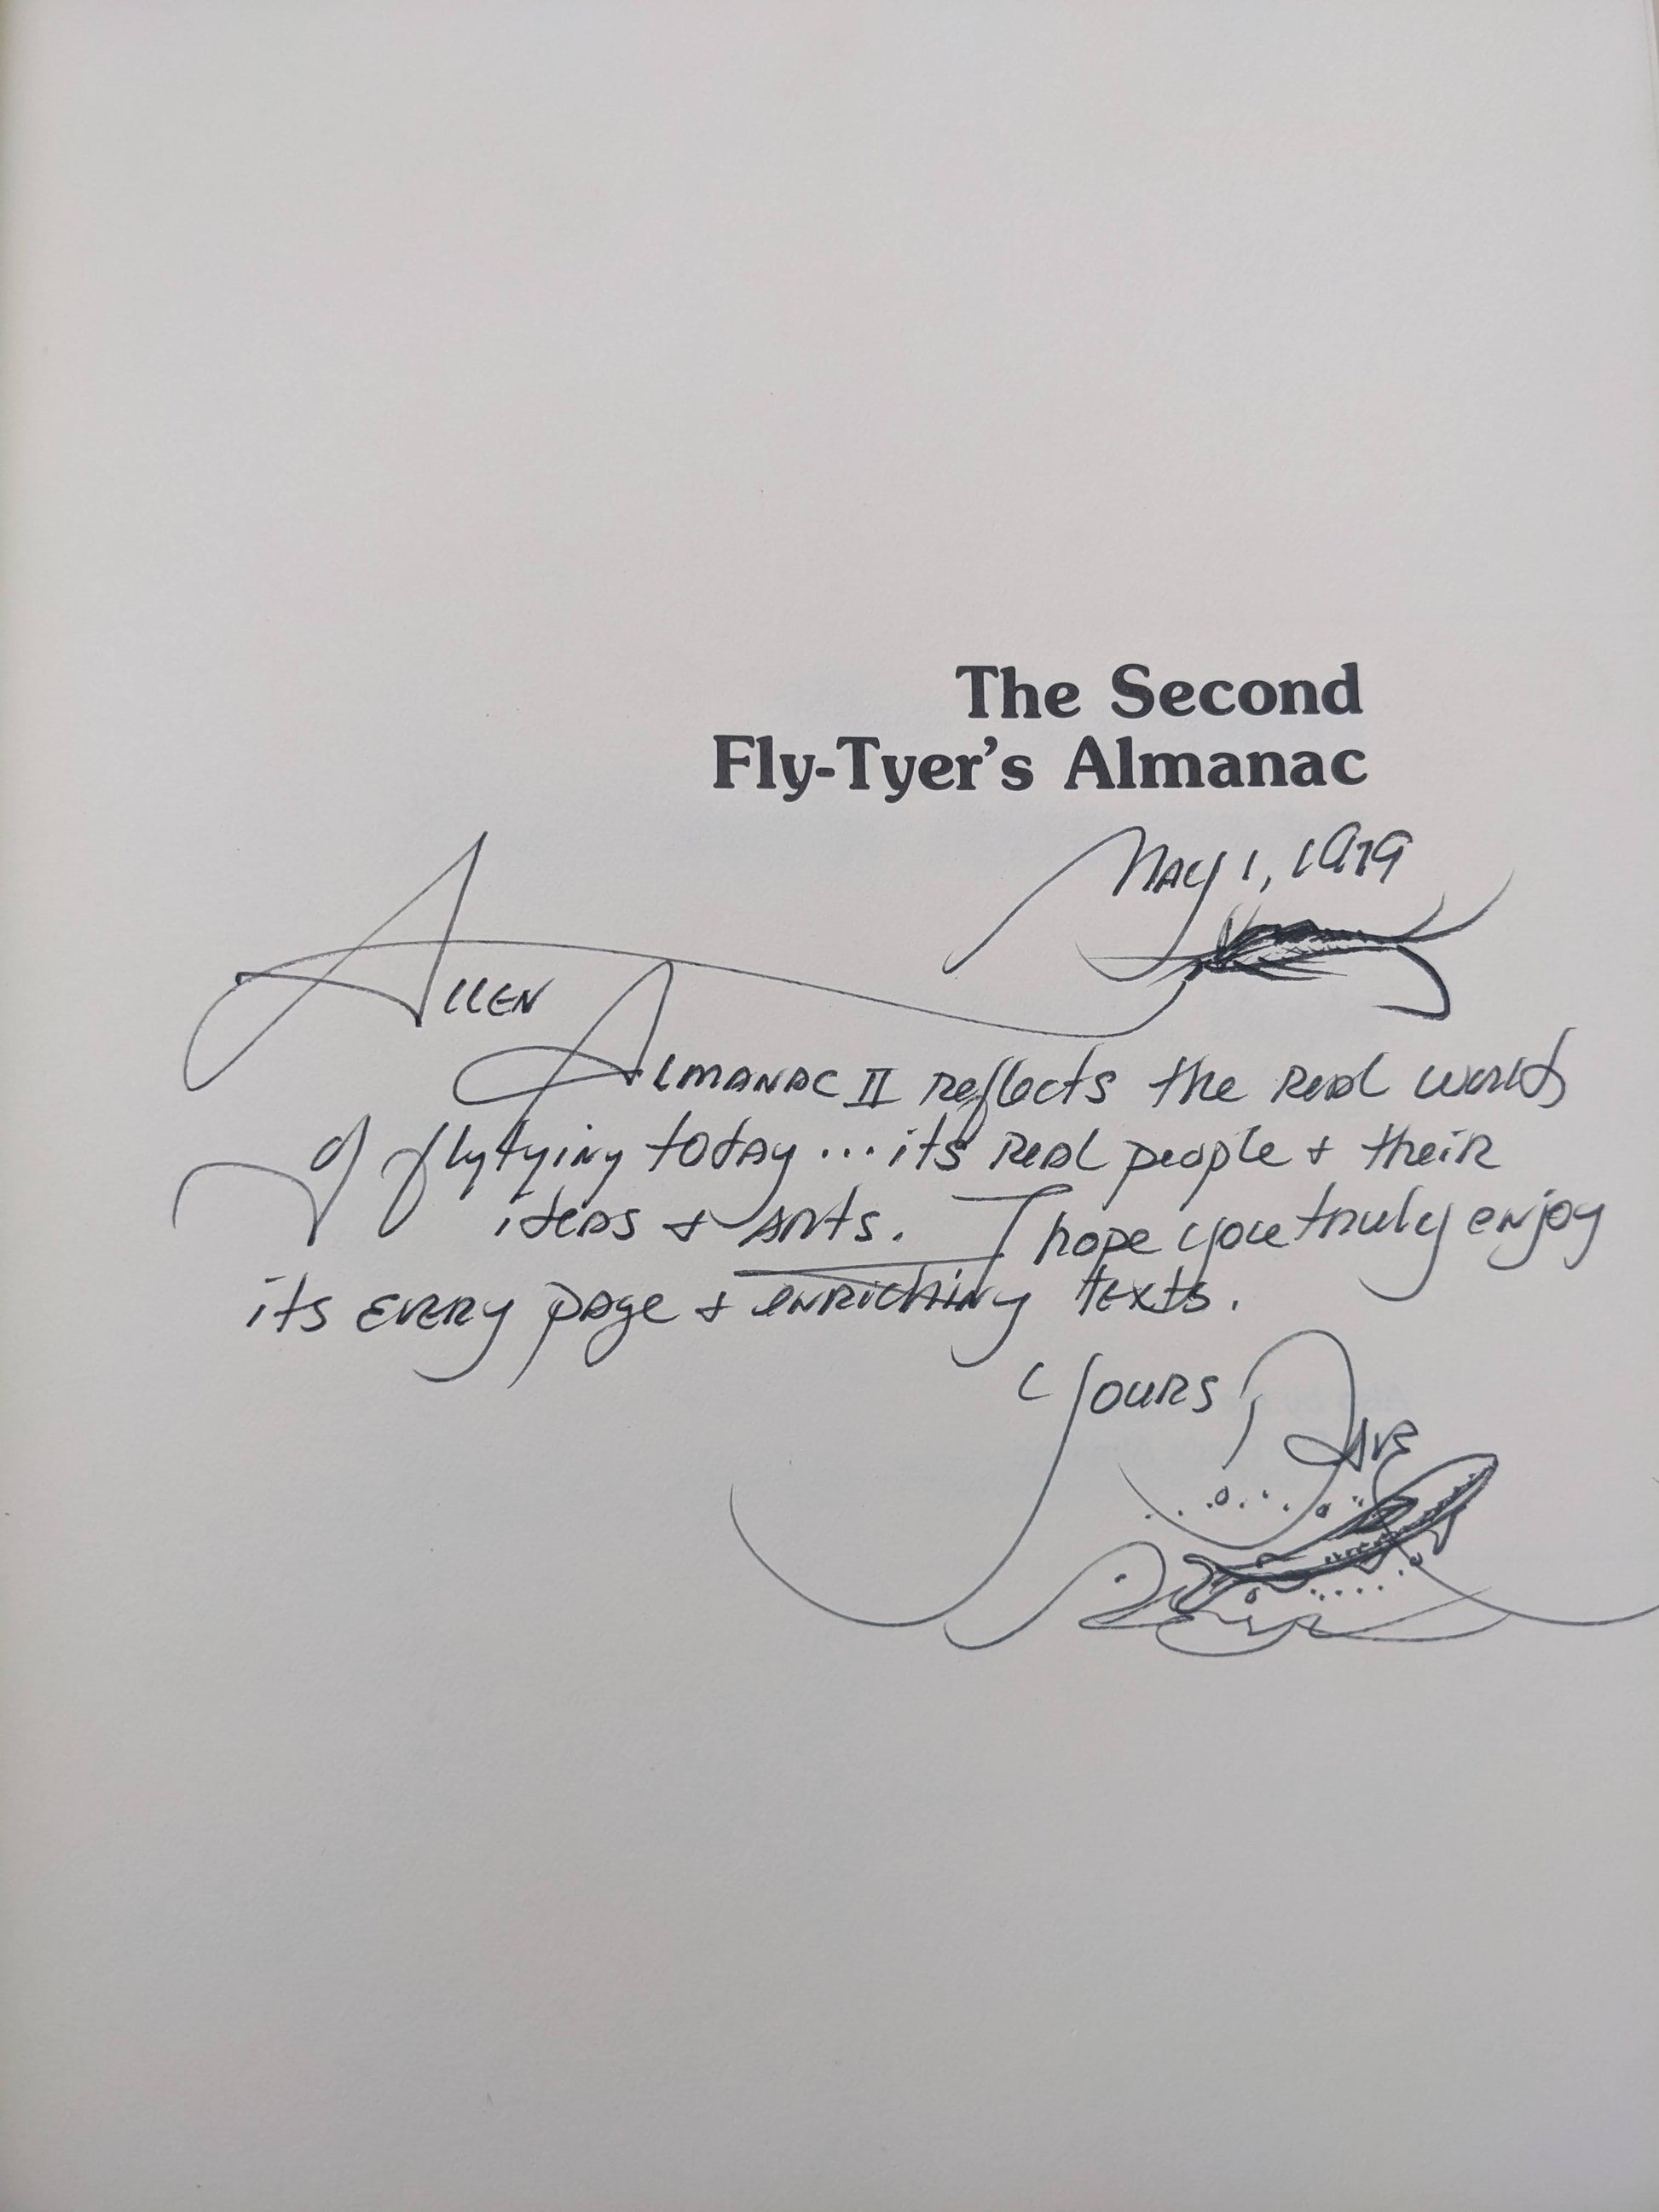 The Second
Fly-Tyer's Almanac
May 1, 1979
Allen
Almanac II reflects the real world
of flytying today ... its real people + their
ideas + arts. I hope you truly enjoy
its every page + enriching texts.
Yours, Dave